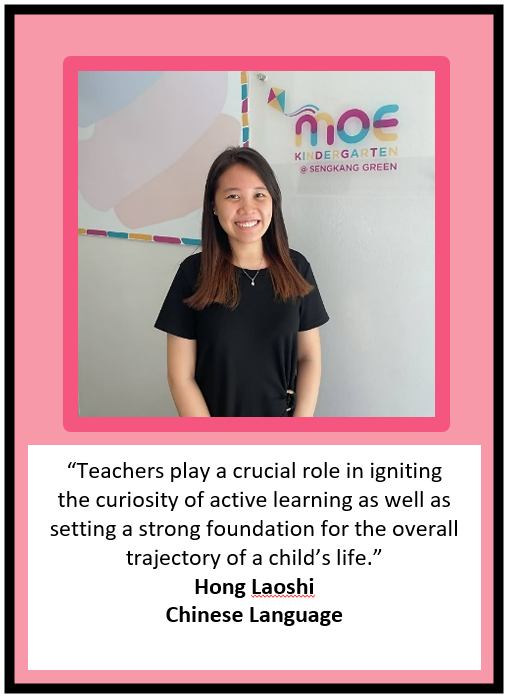 MOE
KINDERGARTEN
@ SENGKANG GREEN
“Teachers play a crucial role in igniting
the curiosity of active learning as well as
setting a strong foundation for the overall
trajectory of a child’s life.”
Hong Laoshi
Chinese Language